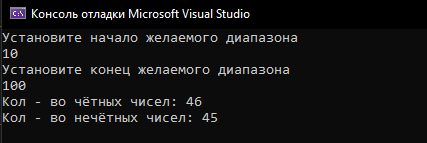 Консоль отладки Microsoft Visual Studio
Установите начало желаемого диапазона
10
Установите конец желаемого диапазона
100
Кол - во чётных чисел: 46
Кол - во нечётных чисел: 45